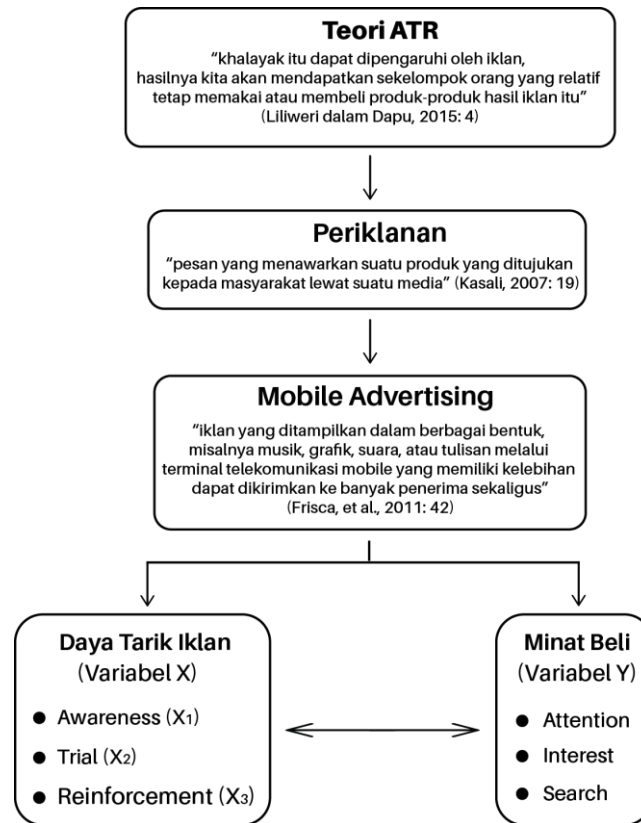 Teori ATR
“khalayak itu dapat dipengaruhi oleh iklan,
hasilnya kita akan mendapatkan sekelompok orang yang relatif
tetap memakai atau membeli produk-produk hasil iklan itu”
(Liliweri dalam Dapu, 2015: 4)
Periklanan
“pesan yang menawarkan suatu produk yang ditujukan
kepada masyarakat lewat suatu media” (Kasali, 2007: 19)
Mobile Advertising
“iklan yang ditampilkan dalam berbagai bentuk,
misalnya musik, grafik, suara, atau tulisan melalui
terminal telekomunikasi mobile yang memiliki kelebihan
dapat dikirimkan ke banyak penerima sekaligus”
(Frisca, et al., 2011: 42)
Daya Tarik Iklan
(Variabel X)
● Awareness (X₁)
● Trial (X₂)
● Reinforcement (X₃)
Minat Beli
(Variabel Y)
● Attention
● Interest
● Search